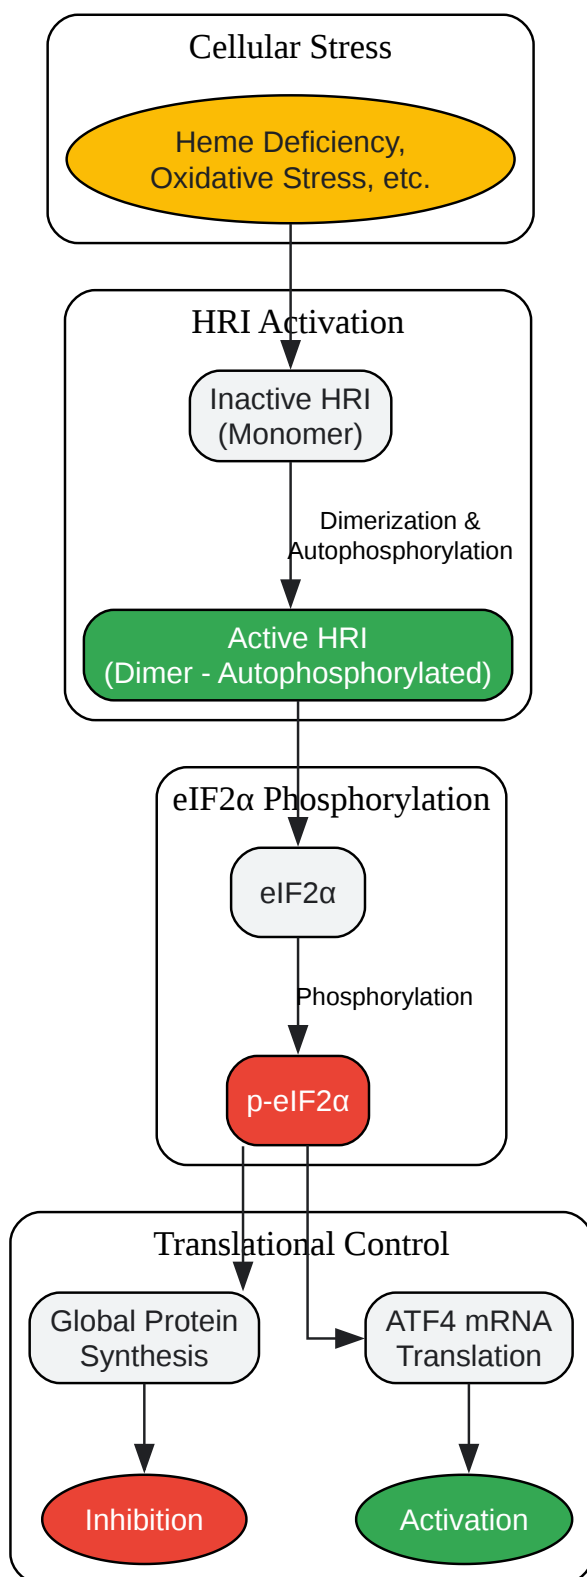 Cellular Stress
Heme Deficiency,
Oxidative Stress, etc.
HRI Activation
Inactive HRI
(Monomer)
Dimerization &
Autophosphorylation
Active HRI
(Dimer - Autophosphorylated)
eIF2α Phosphorylation
eIF2α
Phosphorylation
p-eIF2α
Translational Control
Global Protein
Synthesis
ATF4 mRNA
Translation
Inhibition
Activation